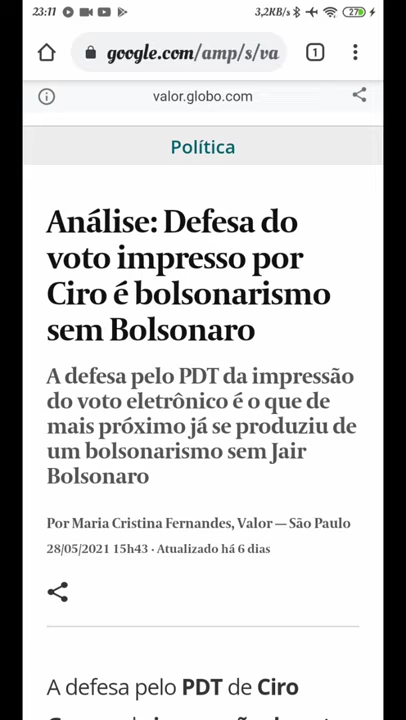 23:11 3,2KB/s 27
google.com/amp/s/va 1
valor.globo.com
Política
Análise: Defesa do
voto impresso por
Ciro é bolsonarismo
sem Bolsonaro
A defesa pelo PDT da impressão
do voto eletrônico é o que de
mais próximo já se produziu de
um bolsonarismo sem Jair
Bolsonaro
Por Maria Cristina Fernandes, Valor — São Paulo
28/05/2021 15h43 · Atualizado há 6 dias
A defesa pelo PDT de Ciro